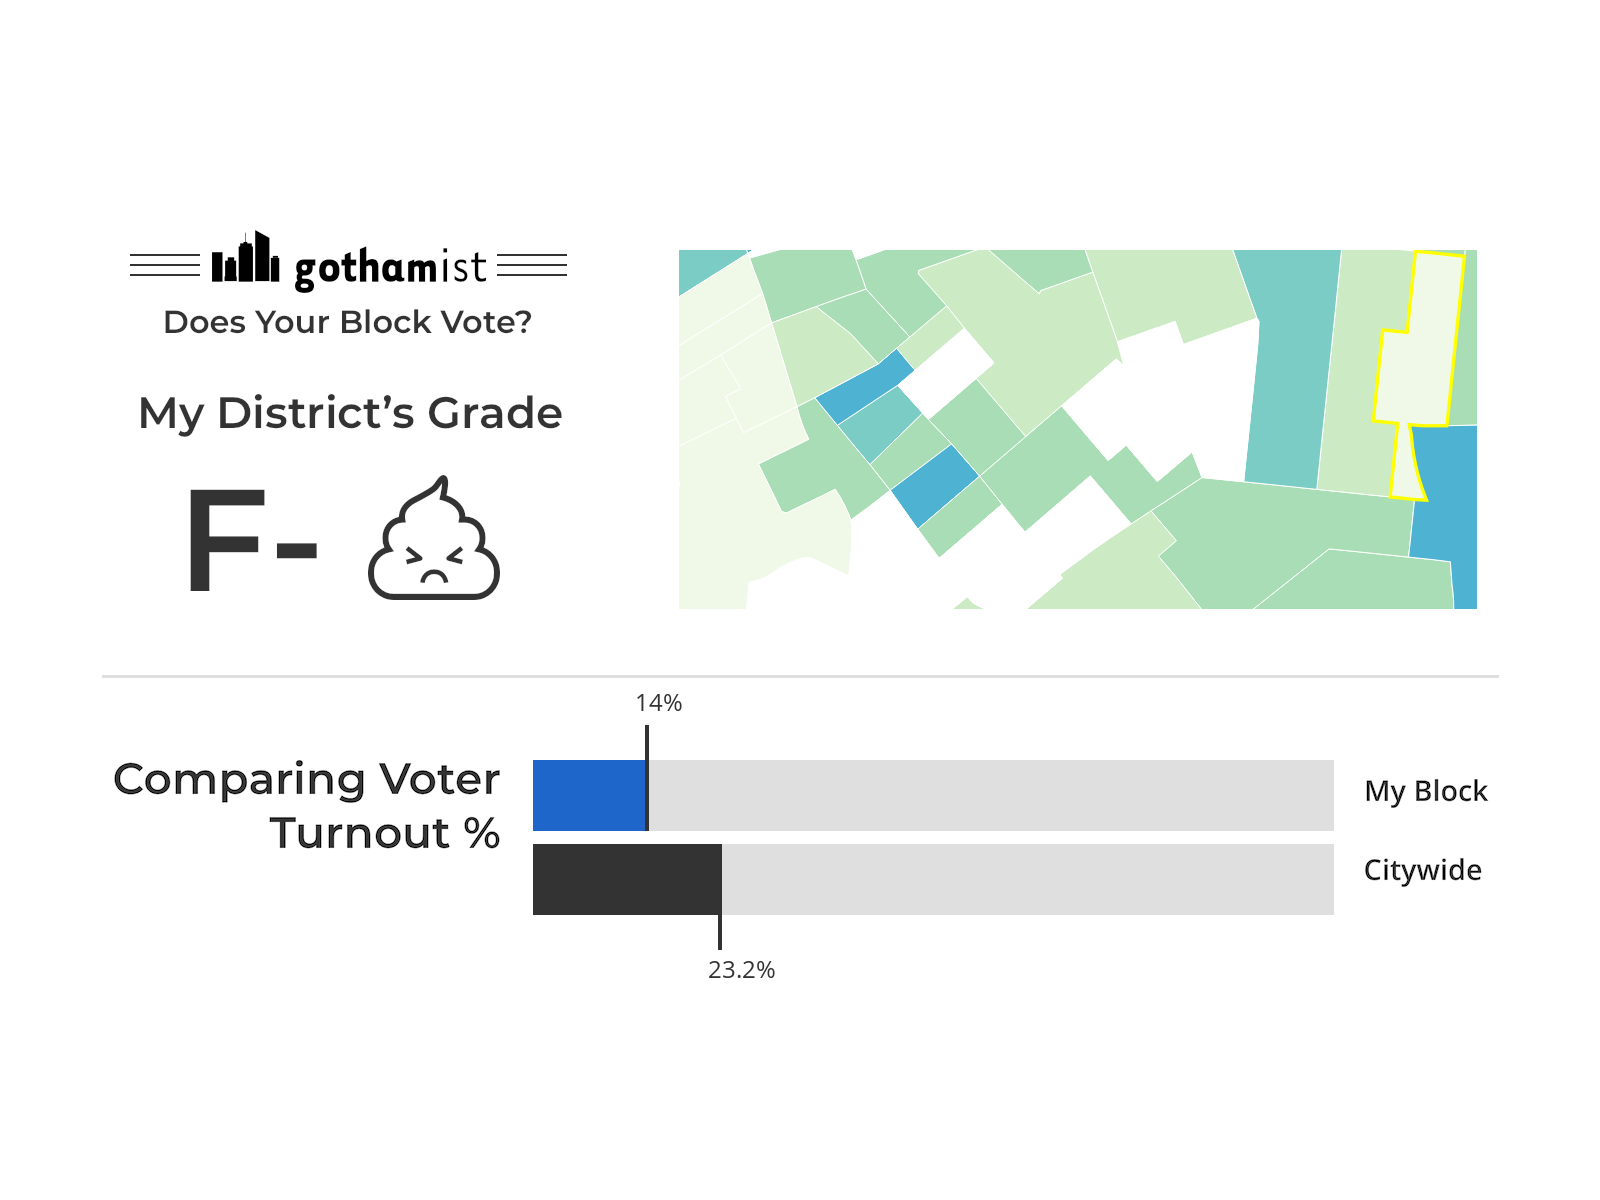 gothamist
Does Your Block Vote?
My District’s Grade
F-
14%
Comparing Voter
Turnout %
My Block
Citywide
23.2%